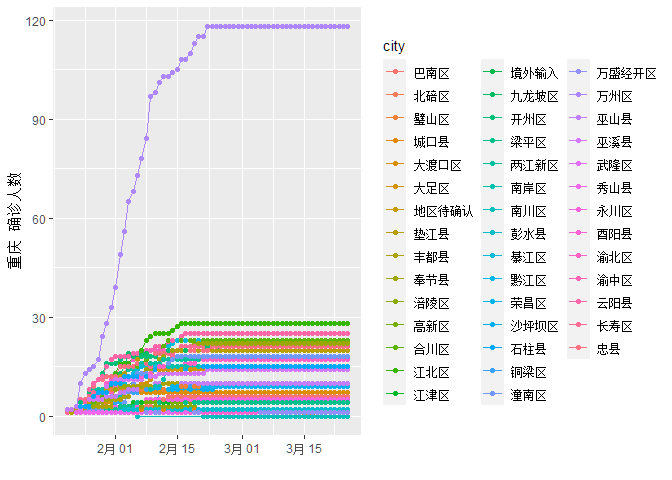 120
90
60
30
0
重庆 确诊人数
2月 01
2月 15
3月 01
3月 15
city
巴南区
北碚区
璧山区
城口县
大渡口区
大足区
地区待确认
垫江县
丰都县
奉节县
涪陵区
高新区
合川区
江北区
江津区
境外输入
九龙坡区
开州区
梁平区
两江新区
南岸区
南川区
彭水县
綦江区
黔江区
荣昌区
沙坪坝区
石柱县
铜梁区
潼南区
万盛经开区
万州区
巫山县
巫溪县
武隆区
秀山县
永川区
酉阳县
渝北区
渝中区
云阳县
长寿区
忠县